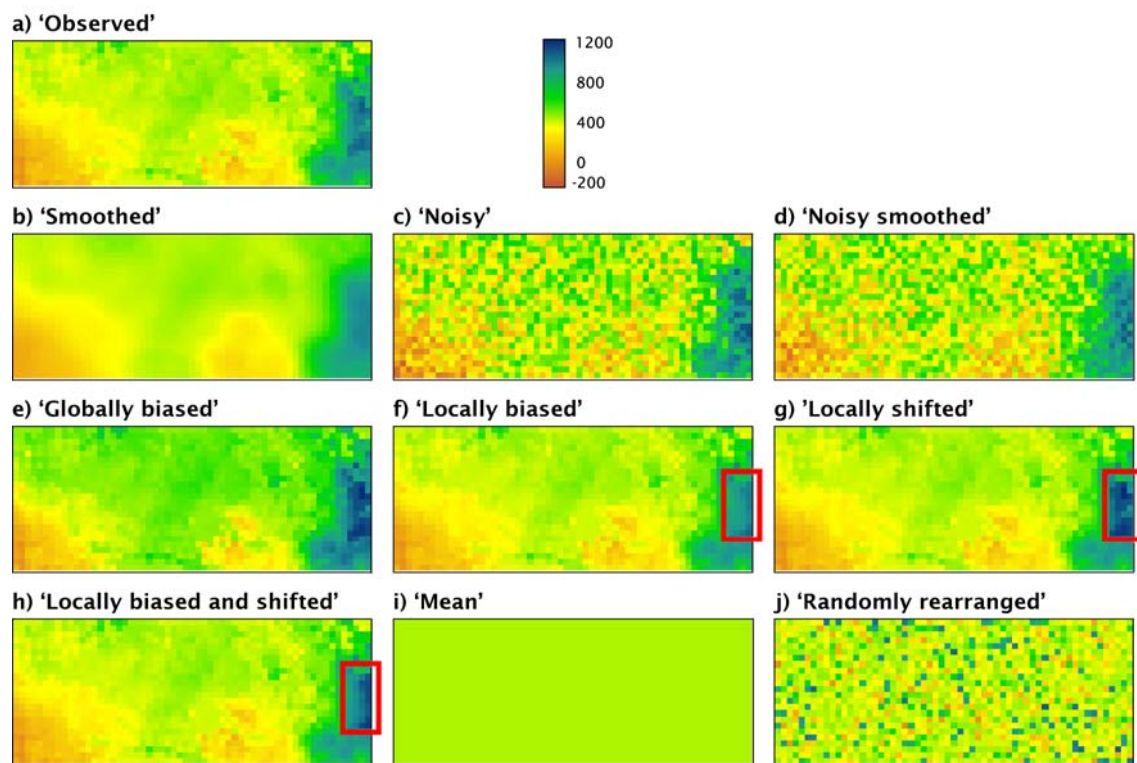 a) ‘Observed’
1200
800
400
0
-200
b) ‘Smoothed’
c) ‘Noisy’
d) ‘Noisy smoothed’
e) ‘Globally biased’
f) ‘Locally biased’
g) ’Locally shifted’
h) ‘Locally biased and shifted’
i) ‘Mean’
j) ‘Randomly rearranged’